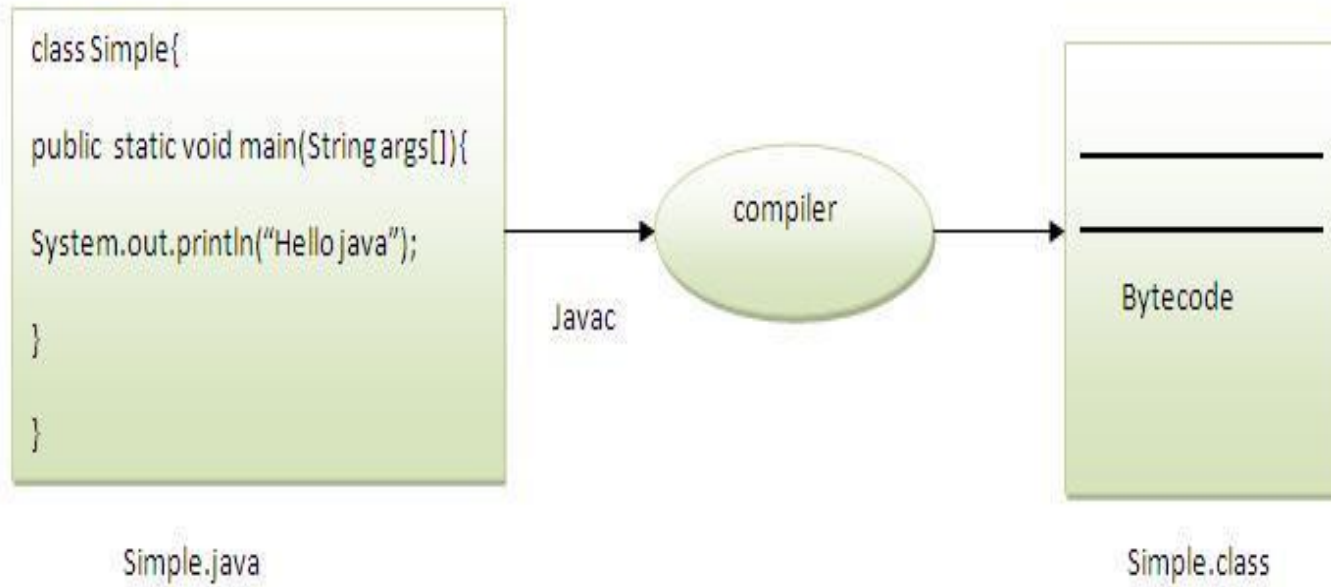 class Simple{
public static void main(String args[]){
System.out.println(“Hello java”);
}
}
Simple.java
Javac
compiler
Bytecode
Simple.class